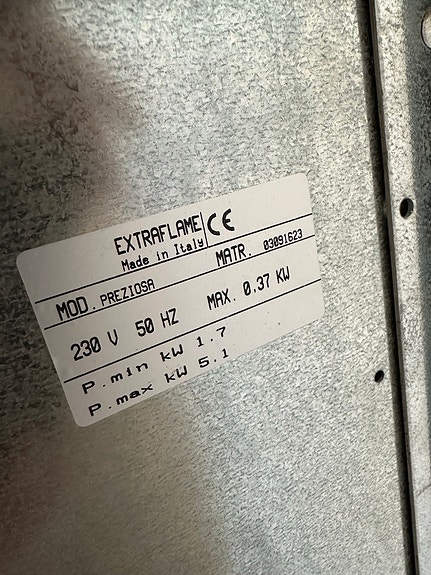 EXTRAFLAME CE
Made in Italy
MOD. PREZIOSA MATR. 03091623
230 V 50 HZ MAX. 0,37 KW
P.min kW 1.7
P.max kW 5.1